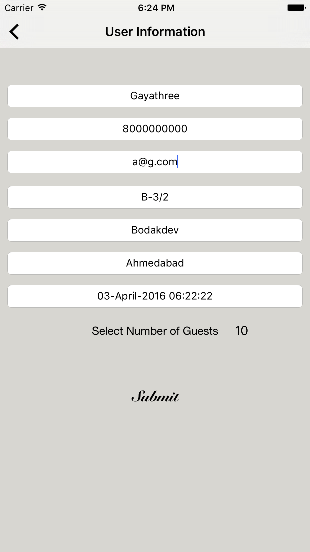 Carrier 6:24 PM
User Information
Gayathree
8000000000
a@g.com
B-3/2
Bodakdev
Ahmedabad
03-April-2016 06:22:22
Select Number of Guests 10
Submit